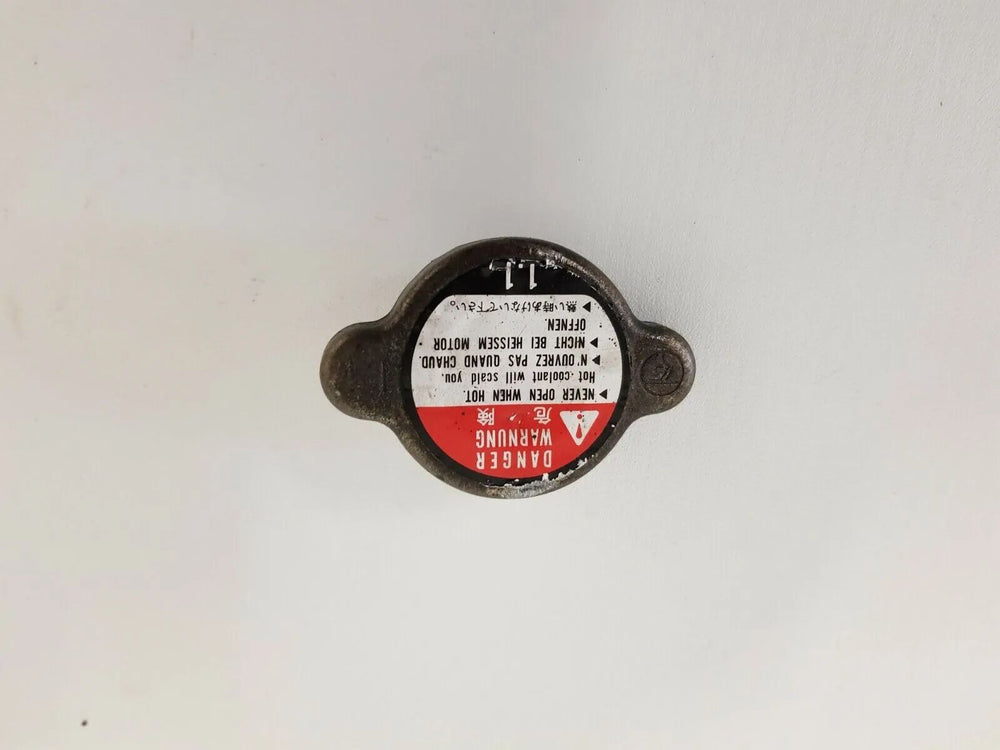 DANGER
WARNUNG
危険
▶NEVER OPEN WHEN HOT.
Hot coolant will scald you.
▶N'OUVREZ PAS QUAND CHAUD.
▶NICHT BEI HEISSEM MOTOR
ÖFFNEN.
▶熱い時あけないで下さい。
1.1